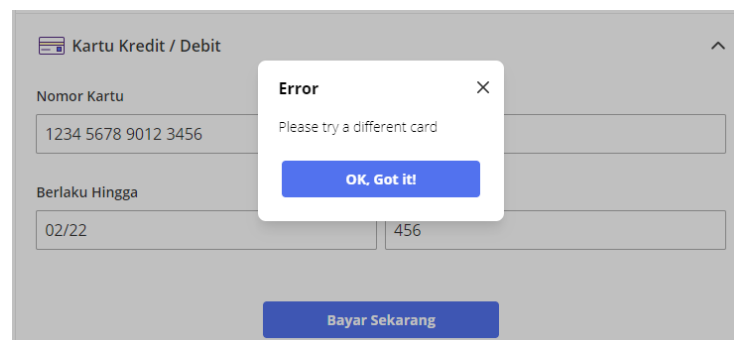 Kartu Kredit / Debit
Error
Nomor Kartu
Please try a different card
1234 5678 9012 3456
OK, Got it!
Berlaku Hingga
02/22
456
Bayar Sekarang